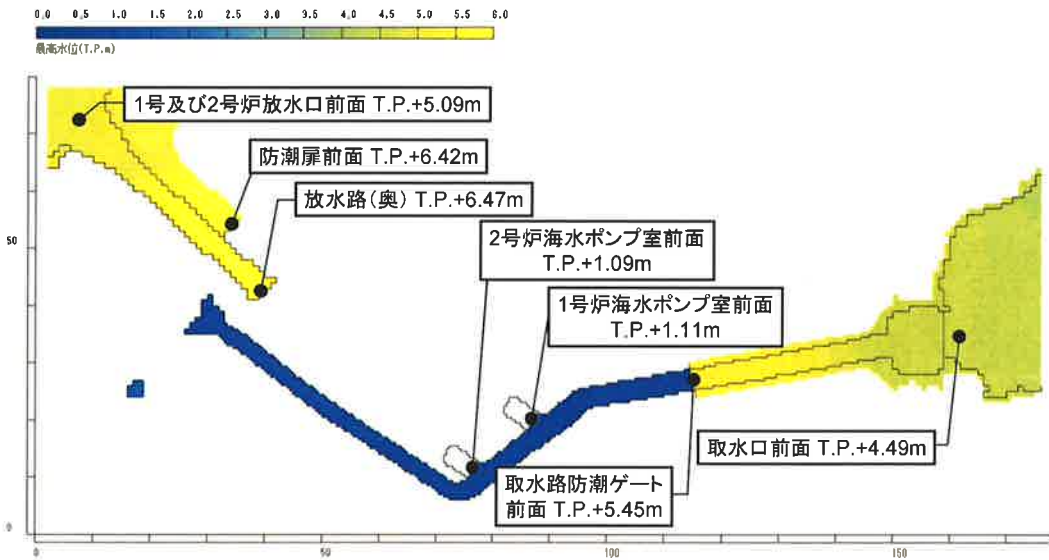 0.0 0.5 1.0 1.5 2.0 2.5 3.0 3.5 4.0 4.5 5.0 5.5 6.0
最高水位(T.P.m)
1号及び2号炉放水口前面 T.P.+5.09m
防潮扉前面 T.P.+6.42m
放水路(奥) T.P.+6.47m
2号炉海水ポンプ室前面
T.P.+1.09m
1号炉海水ポンプ室前面
T.P.+1.11m
取水口前面 T.P.+4.49m
取水路防潮ゲート
前面 T.P.+5.45m
50
0
0 50 100 150